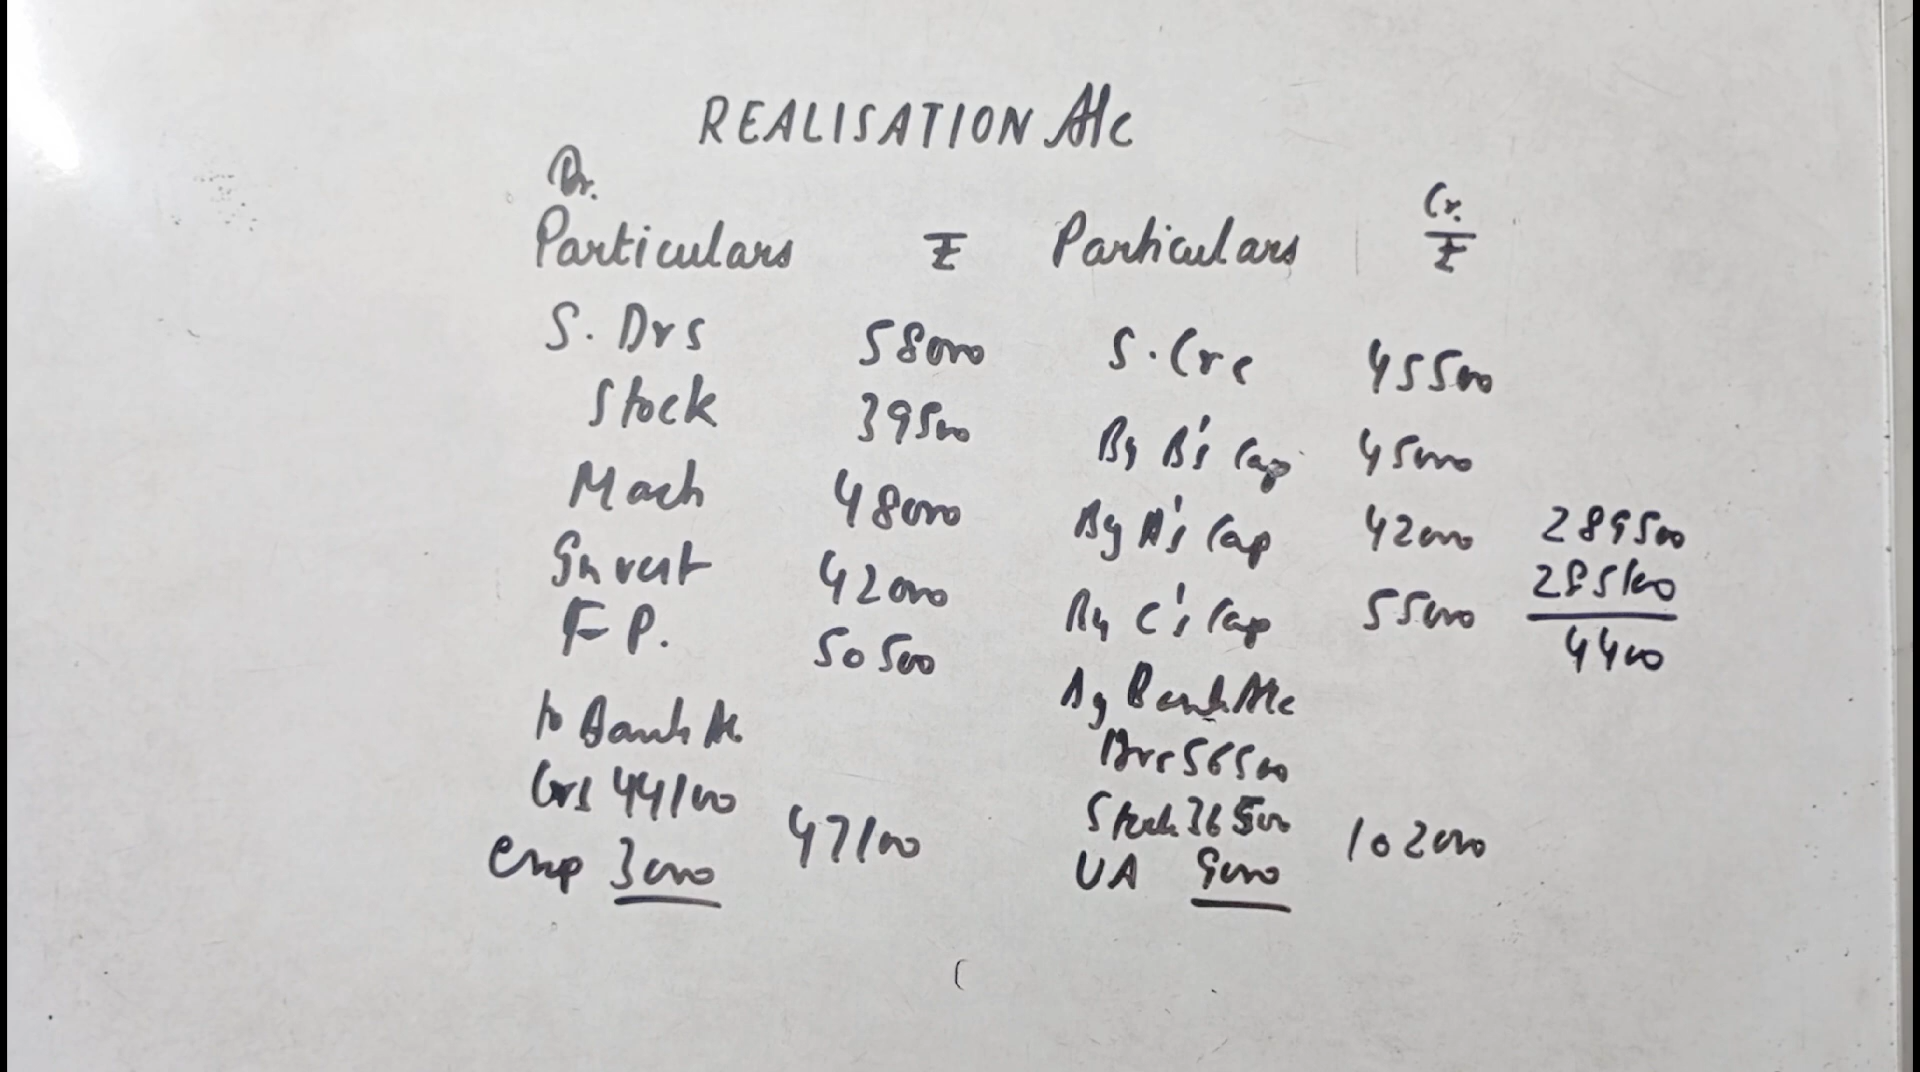 REALISATION A/c
Dr. Cr.
Particulars ₹ Particulars ₹
S. Drs 58000 S. Crs 45500
Stock 39500 By B's Cap 45000
Mach 48000 By A's Cap 42000 289500
Invest 42000 By C's Cap 55000 285100
F P. 50500 4400
to Bank A/c By Bank A/c
Crs 44100 Drs 56500
47100 Stock 36500 102000
Exp 3000 UA 9000